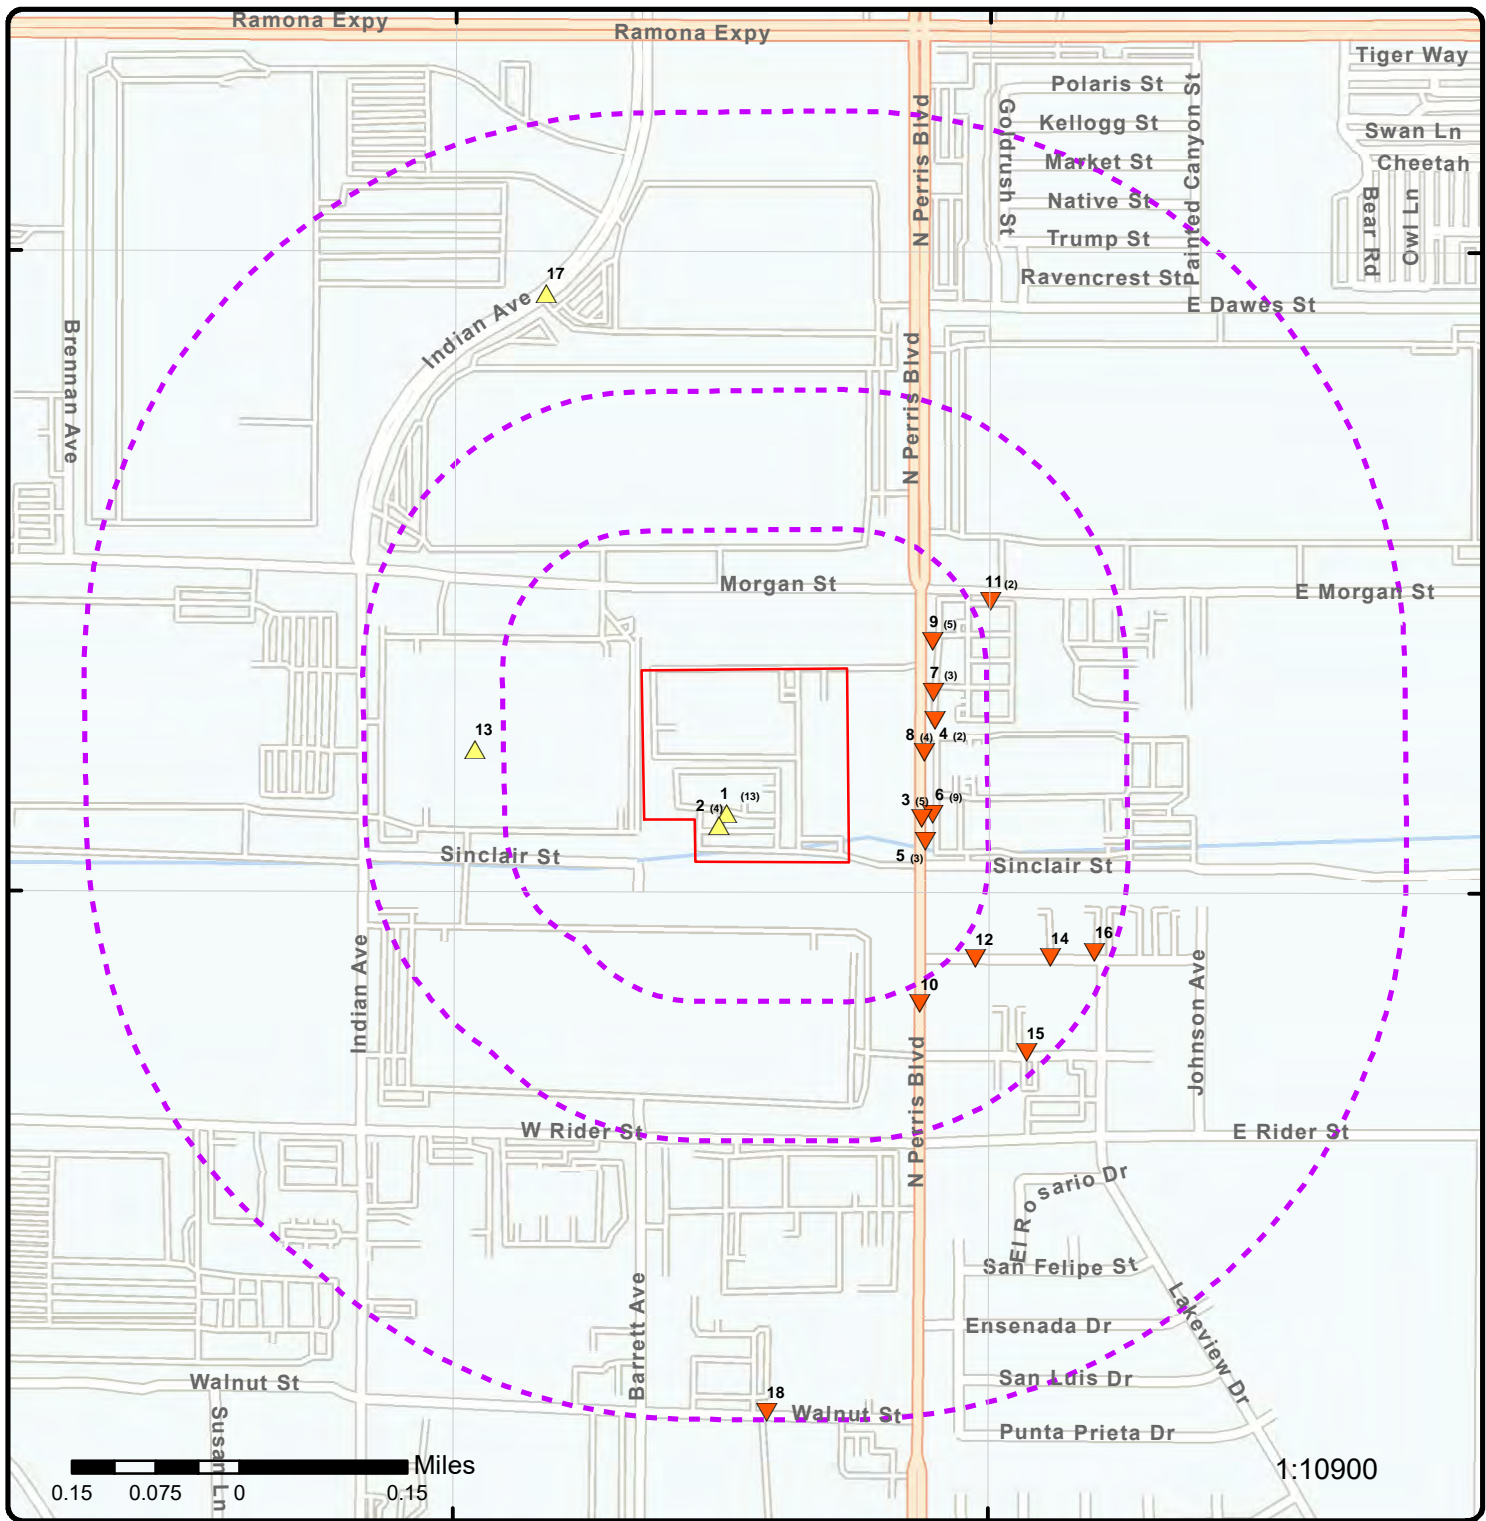 Ramona Expy
Ramona Expy
Tiger Way
Polaris St
Kellogg St
Swan Ln
Market St
Cheetah
Native St
Trump St
Ravencrest St
E Dawes St
Goldrush St
Painted Canyon St
Bear Rd
Owl Ln
N Perris Blvd
17
Indian Ave
Brennan Ave
N Perris Blvd
Morgan St
11 (2)
E Morgan St
9 (5)
7 (3)
13
8 (4)
4 (2)
1 (13)
2 (4)
3 (5)
6 (9)
5 (3)
Sinclair St
Sinclair St
12
14
16
10
15
Indian Ave
Johnson Ave
N Perris Blvd
W Rider St
E Rider St
El Rosario Dr
San Felipe St
Ensenada Dr
Lakeview Dr
Barrett Ave
San Luis Dr
Walnut St
18
Walnut St
Punta Prieta Dr
Susan Ln
Miles
0.15 0.075 0 0.15
1:10900